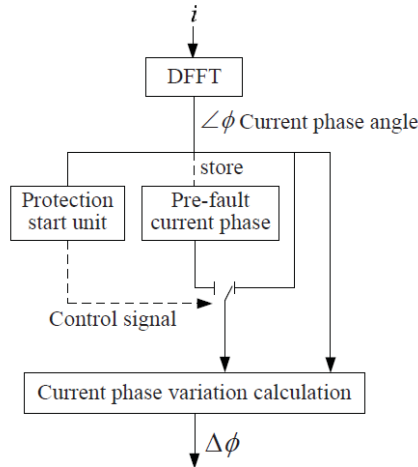 i
DFFT
∠ϕ Current phase angle
store
Protection
start unit
Pre-fault
current phase
Control signal
Current phase variation calculation
Δϕ